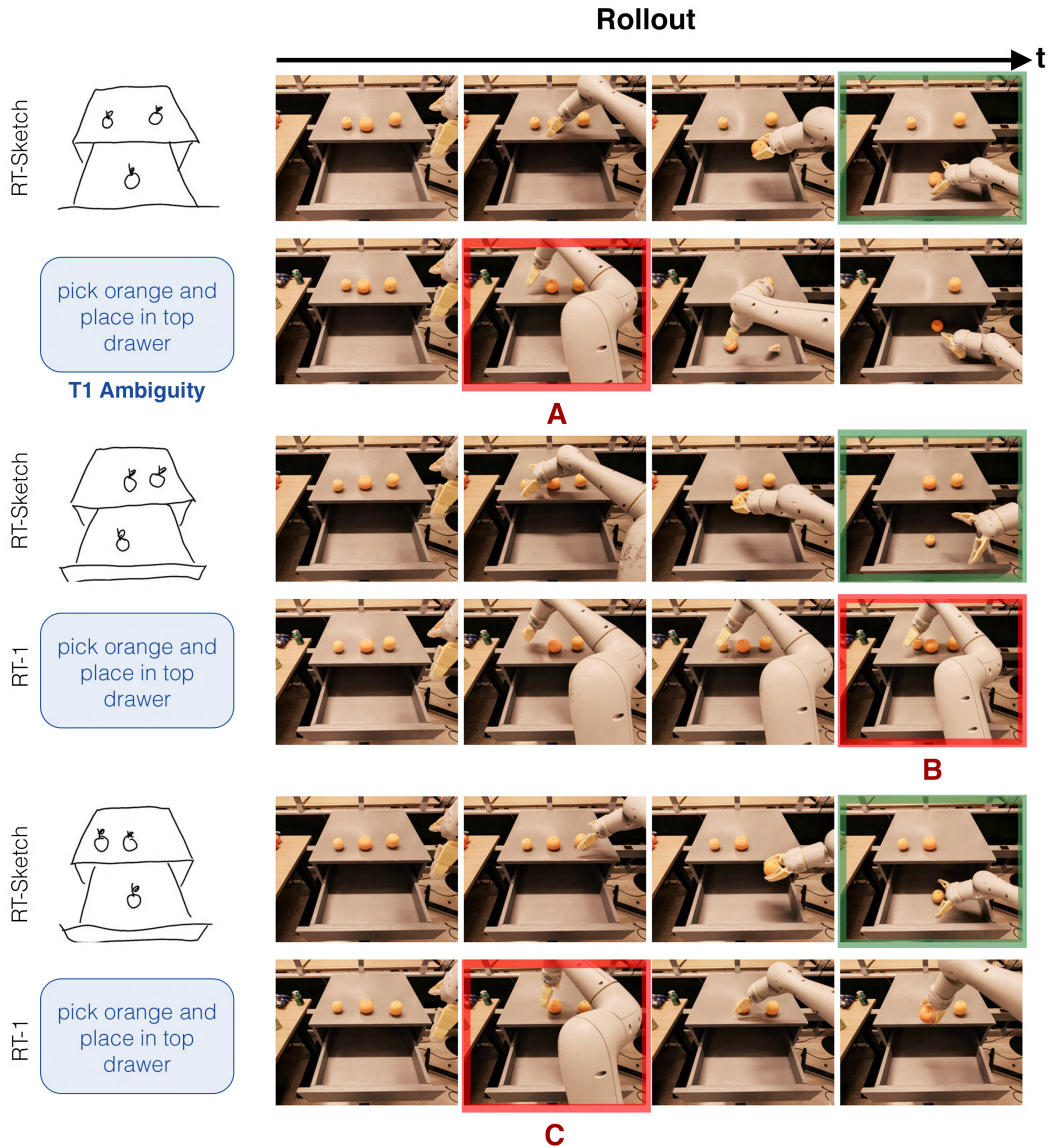 Rollout
t
RT-Sketch
pick orange and
place in top
drawer
T1 Ambiguity
A
RT-Sketch
RT-1
pick orange and
place in top
drawer
B
RT-Sketch
RT-1
pick orange and
place in top
drawer
C